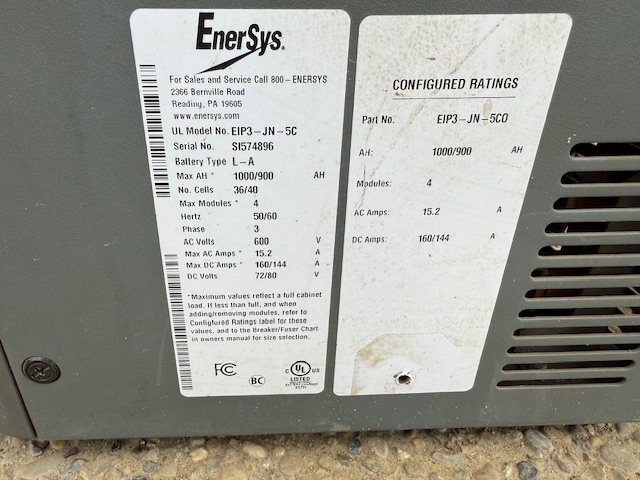 EnerSys.
For Sales and Service Call 800-ENERSYS
2366 Bernville Road
Reading, PA 19605
www.enersys.com
UL Model No. EIP3-JN-5C
Serial No. SI574896
Battery Type L-A
Max AH * 1000/900 AH
No. Cells 36/40
Max Modules * 4
Hertz 50/60
Phase 3
AC Volts 600 V
Max AC Amps * 15.2 A
Max DC Amps * 160/144 A
DC Volts 72/80 V
*Maximum values reflect a full cabinet
load. If less than full, and when
adding/removing modules, refer to
Configfured Ratings label for these
values, and to the Breaker/Fuser Chart
in owners manual for size selection.
FC
BC
C UL US
LISTED
CONFIGURED RATINGS
Part No. EIP3-JN-5CO
AH: 1000/900 AH
Modules: 4
AC Amps: 15.2 A
DC Amps: 160/144 A